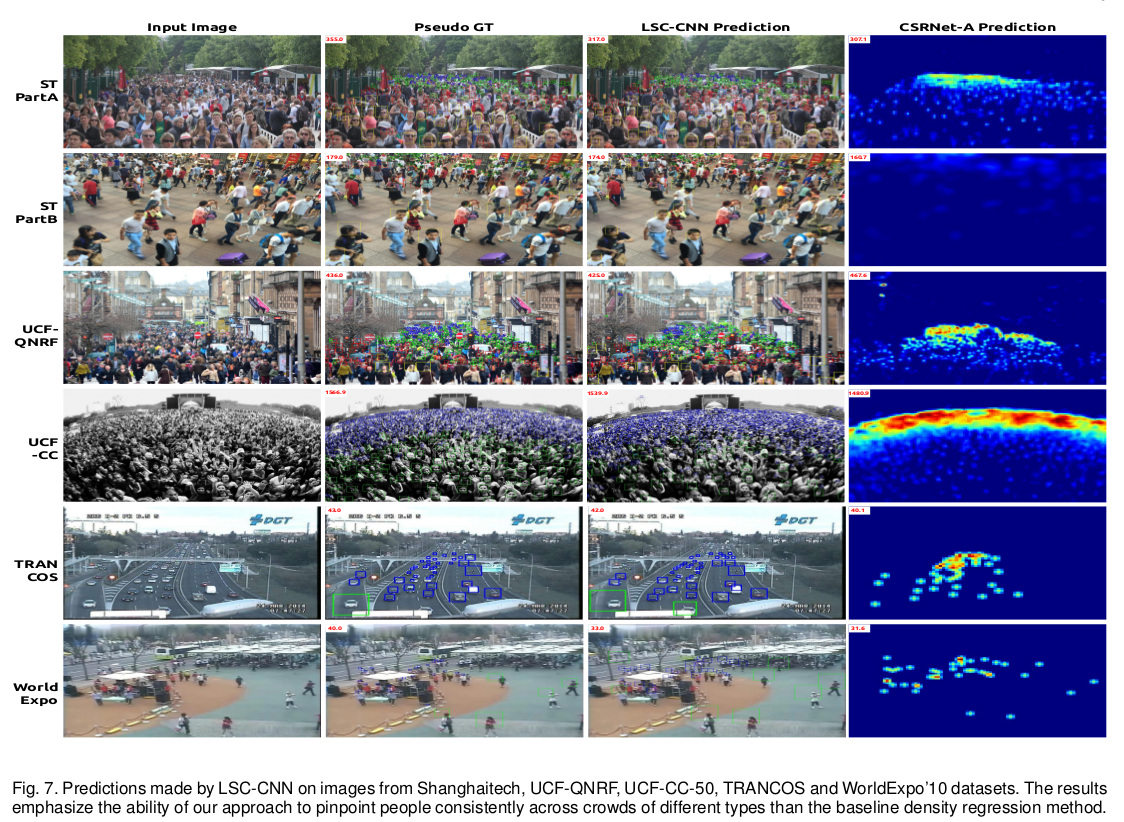 Input Image
Pseudo GT
LSC-CNN Prediction
CSRNet-A Prediction
ST
PartA
355.0
317.0
307.1
ST
PartB
179.0
174.0
160.7
UCF-
QNRF
436.0
425.0
467.6
UCF
-CC
1566.9
1539.9
1480.9
TRAN
COS
DGT
43.0
DGT
42.0
DGT
40.1
World
Expo
40.0
33.0
31.6
Fig. 7. Predictions made by LSC-CNN on images from Shanghaitech, UCF-QNRF, UCF-CC-50, TRANCOS and WorldExpo'10 datasets. The results
emphasize the ability of our approach to pinpoint people consistently across crowds of different types than the baseline density regression method.